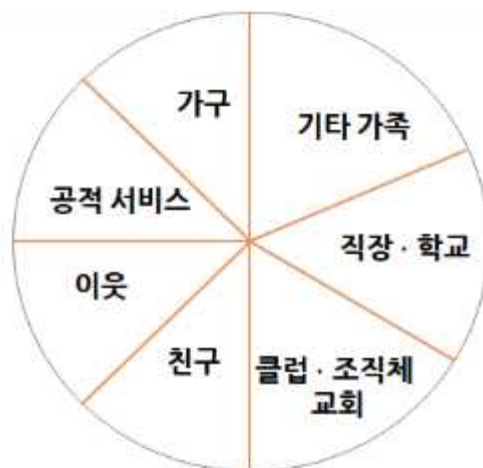 가구
기타 가족
공적 서비스
직장 · 학교
이웃
친구
클럽 · 조직체
교회